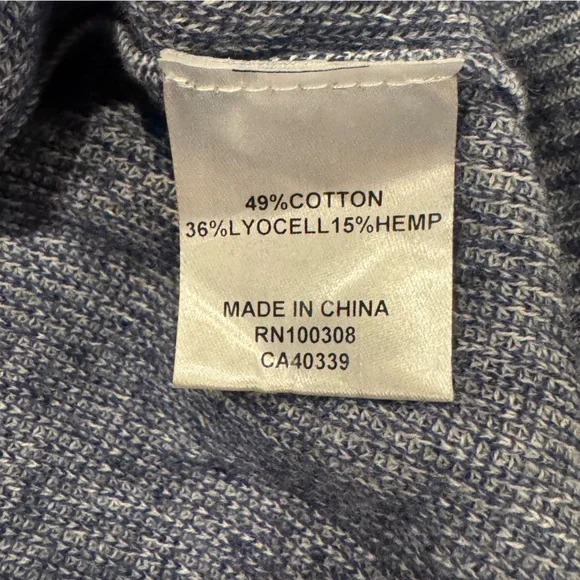 49%COTTON
36%LYOCELL15%HEMP
MADE IN CHINA
RN100308
CA40339